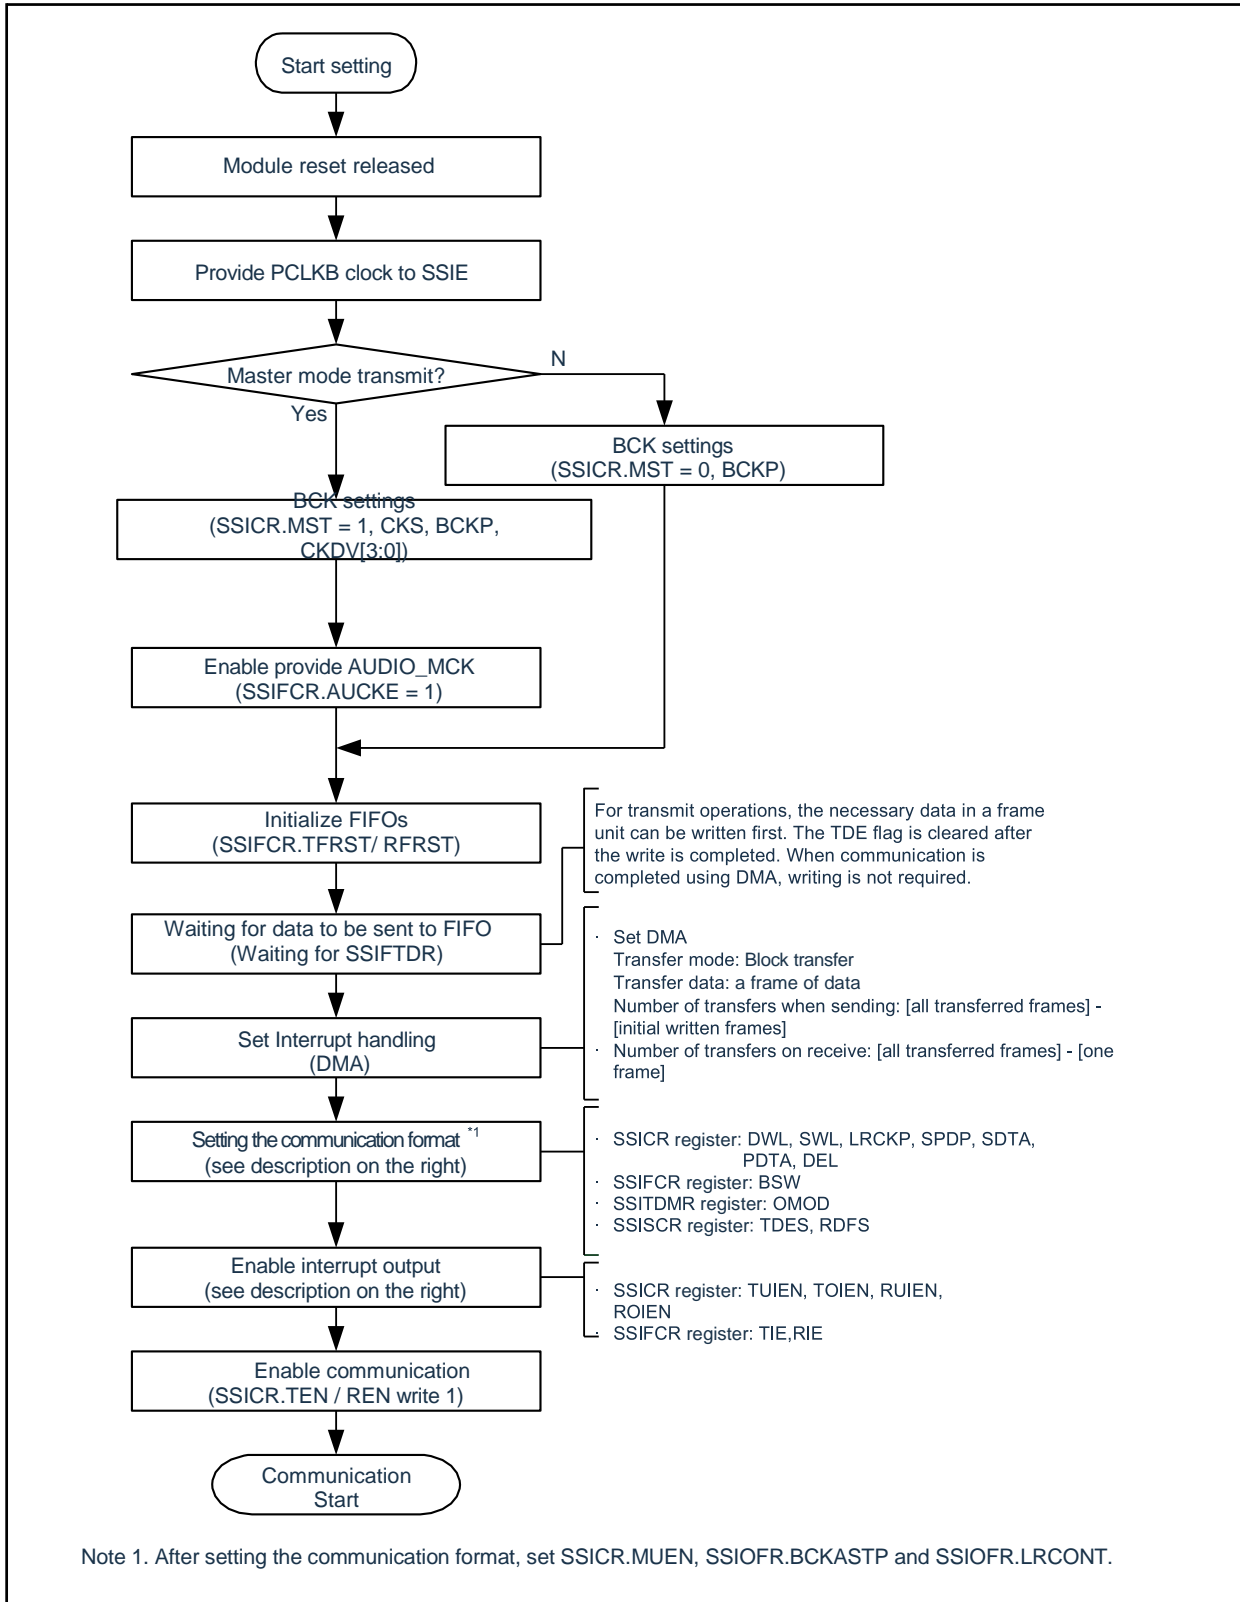 Start setting
Module reset released
Provide PCLKB clock to SSIE
Master mode transmit?
N
Yes
BCK settings
(SSICR.MST = 0, BCKP)
BCK settings
(SSICR.MST = 1, CKS, BCKP,
CKDV[3:0])
Enable provide AUDIO_MCK
(SSIFCR.AUCKE = 1)
Initialize FIFOs
(SSIFCR.TFRST/ RFRST)
For transmit operations, the necessary data in a frame
unit can be written first. The TDE flag is cleared after
the write is completed. When communication is
completed using DMA, writing is not required.
Waiting for data to be sent to FIFO
(Waiting for SSIFTDR)
· Set DMA
Transfer mode: Block transfer
Transfer data: a frame of data
Number of transfers when sending: [all transferred frames] -
[initial written frames]
· Number of transfers on receive: [all transferred frames] - [one
frame]
Set Interrupt handling
(DMA)
Setting the communication format *1
(see description on the right)
· SSICR register: DWL, SWL, LRCKP, SPDP, SDTA,
PDTA, DEL
· SSIFCR register: BSW
· SSITDMR register: OMOD
· SSISCR register: TDES, RDFS
Enable interrupt output
(see description on the right)
· SSICR register: TUIEN, TOIEN, RUIEN,
ROIEN
· SSIFCR register: TIE,RIE
Enable communication
(SSICR.TEN / REN write 1)
Communication
Start
Note 1. After setting the communication format, set SSICR.MUEN, SSIOFR.BCKASTP and SSIOFR.LRCONT.